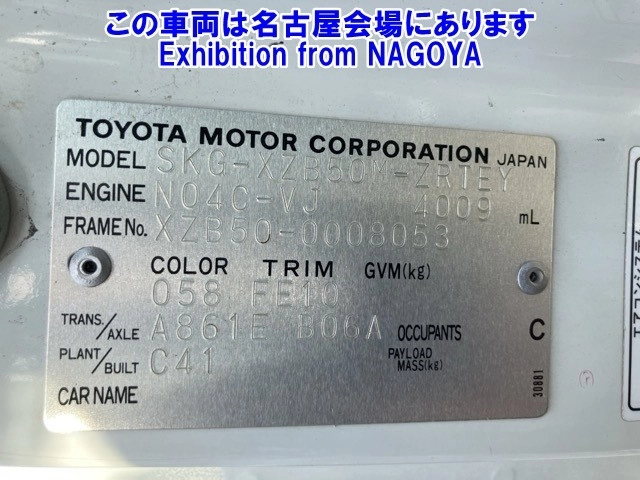 この車両は名古屋会場にあります
Exhibition from NAGOYA
TOYOTA MOTOR CORPORATION JAPAN
MODEL SKG-XZB50M-ZRTEY
ENGINE N04C-VJ 4009 mL
FRAME No. XZB50-0008053
COLOR TRIM GVM(kg)
058 FE10
TRANS/AXLE A861E B06A OCCUPANTS C
PLANT/BUILT C41 PAYLOAD MASS(kg)
CAR NAME
30881